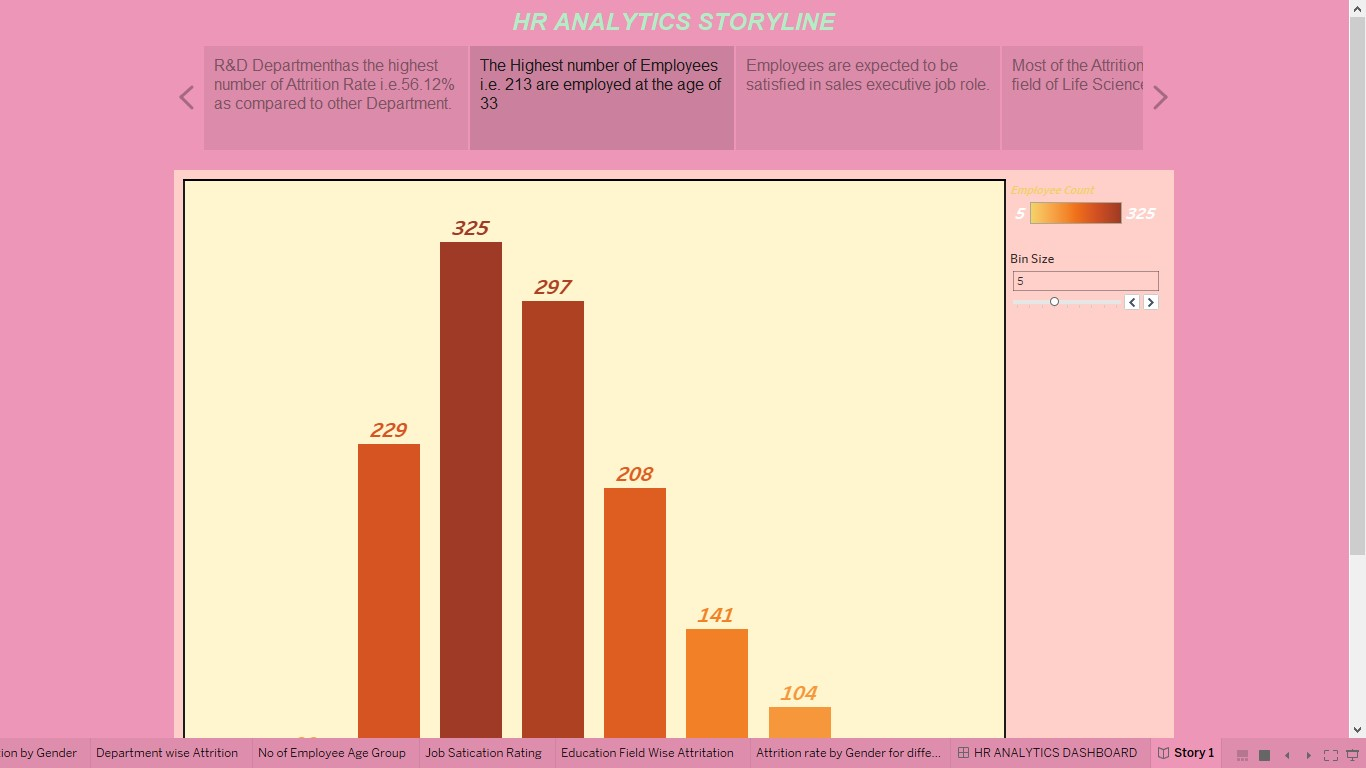 HR ANALYTICS STORYLINE
R&D Departmenthas the highest
number of Attrition Rate i.e.56.12%
as compared to other Department.
The Highest number of Employees
i.e. 213 are employed at the age of
33
Employees are expected to be
satisfied in sales executive job role.
Most of the Attrition
field of Life Science
Employee Count
5 325
Bin Size
5
325
297
229
208
141
104
ion by Gender
Department wise Attrition
No of Employee Age Group
Job Satication Rating
Education Field Wise Attritation
Attrition rate by Gender for diffe...
HR ANALYTICS DASHBOARD
Story 1